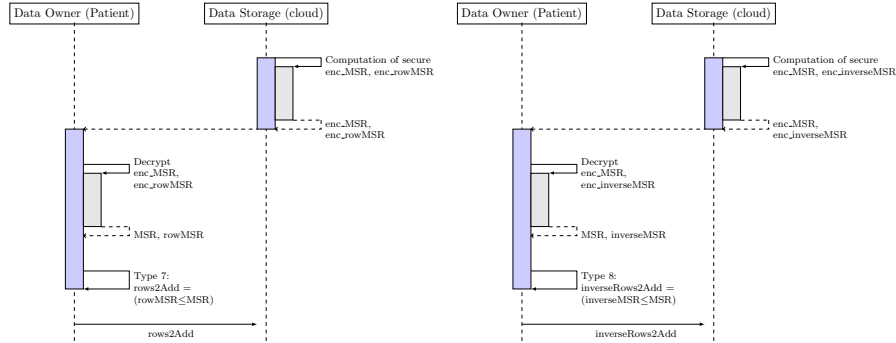 Data Owner (Patient)
Data Storage (cloud)
Computation of secure
enc_MSR, enc_rowMSR
enc_MSR,
enc_rowMSR
Decrypt
enc_MSR,
enc_rowMSR
MSR, rowMSR
Type 7:
rows2Add =
(rowMSR≤MSR)
rows2Add
Data Owner (Patient)
Data Storage (cloud)
Computation of secure
enc_MSR, enc_inverseMSR
enc_MSR,
enc_inverseMSR
Decrypt
enc_MSR,
enc_inverseMSR
MSR, inverseMSR
Type 8:
inverseRows2Add =
(inverseMSR≤MSR)
inverseRows2Add